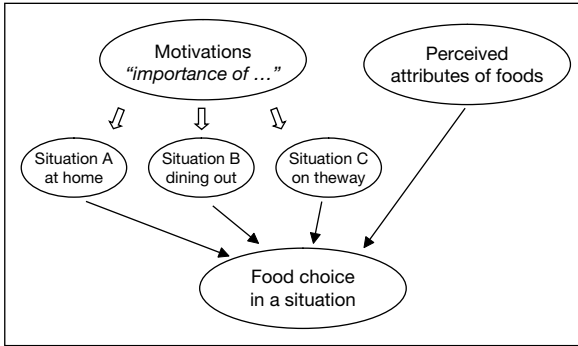 Motivations
“importance of ...”
Perceived
attributes of foods
Situation A
at home
Situation B
dining out
Situation C
on theway
Food choice
in a situation